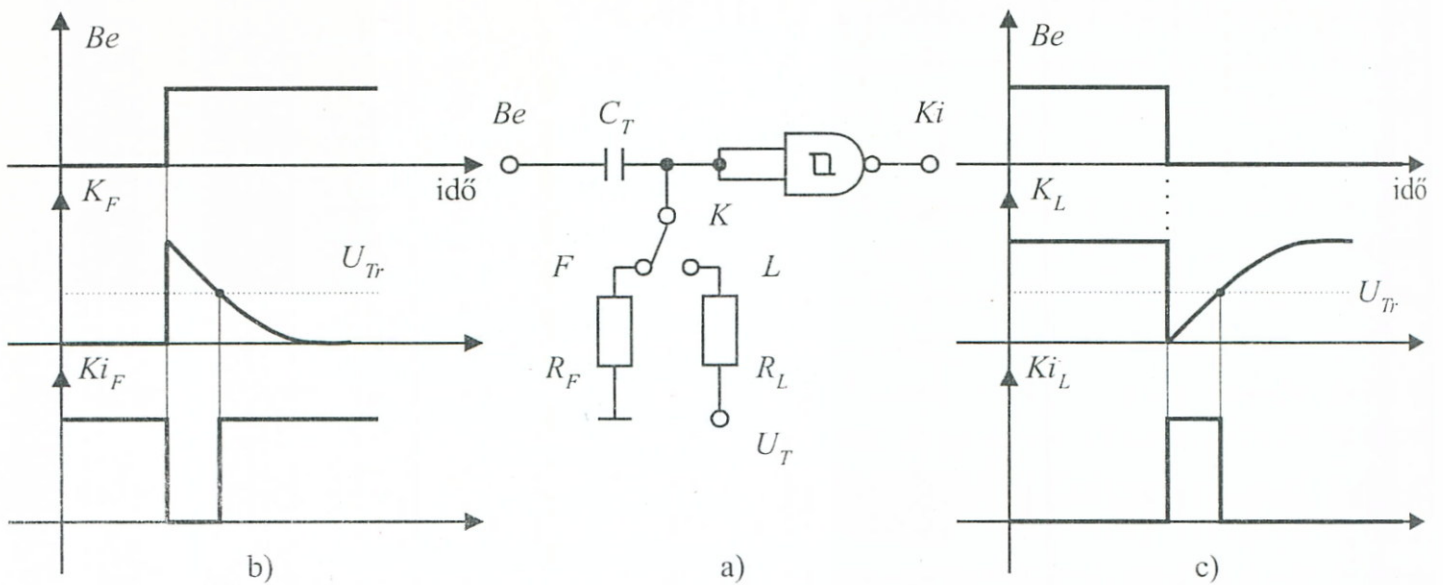 Be
idő
K_F
U_Tr
Ki_F
b)
Be
C_T
Ki
K
F
L
R_F
R_L
U_T
a)
Be
idő
K_L
U_Tr
Ki_L
c)